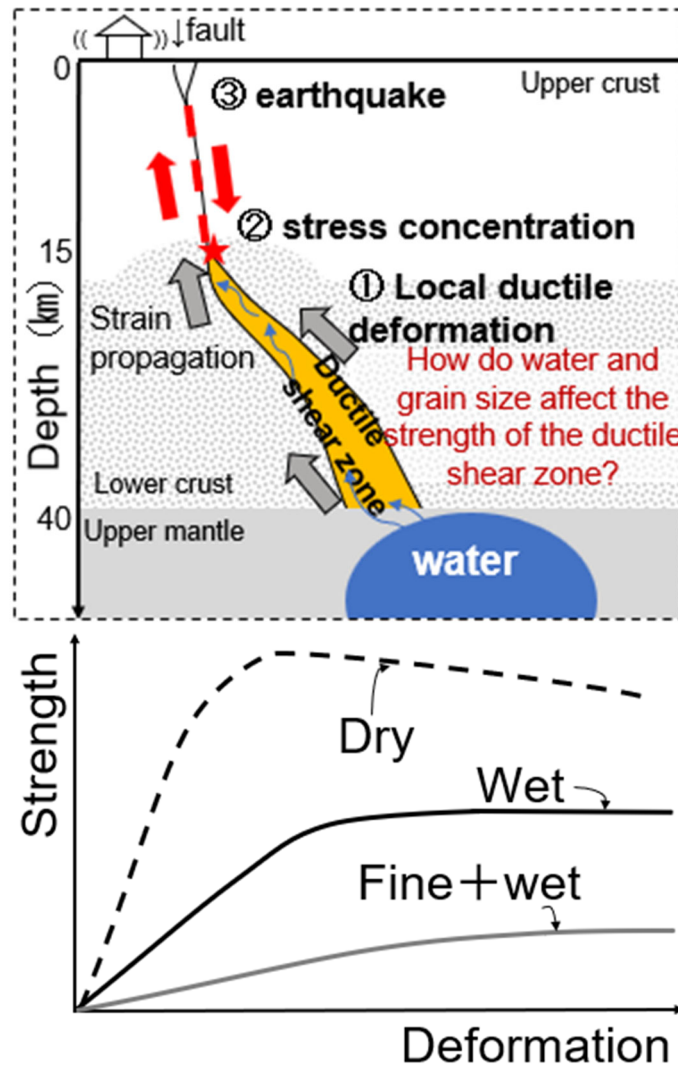 (( )) ↓fault
0
③ earthquake
Upper crust
② stress concentration
15
① Local ductile
deformation
Strain
propagation
How do water and
grain size affect the
strength of the ductile
shear zone?
Ductile
shear zone
Depth (km)
Lower crust
40
Upper mantle
water
Strength
Dry
Wet
Fine+wet
Deformation